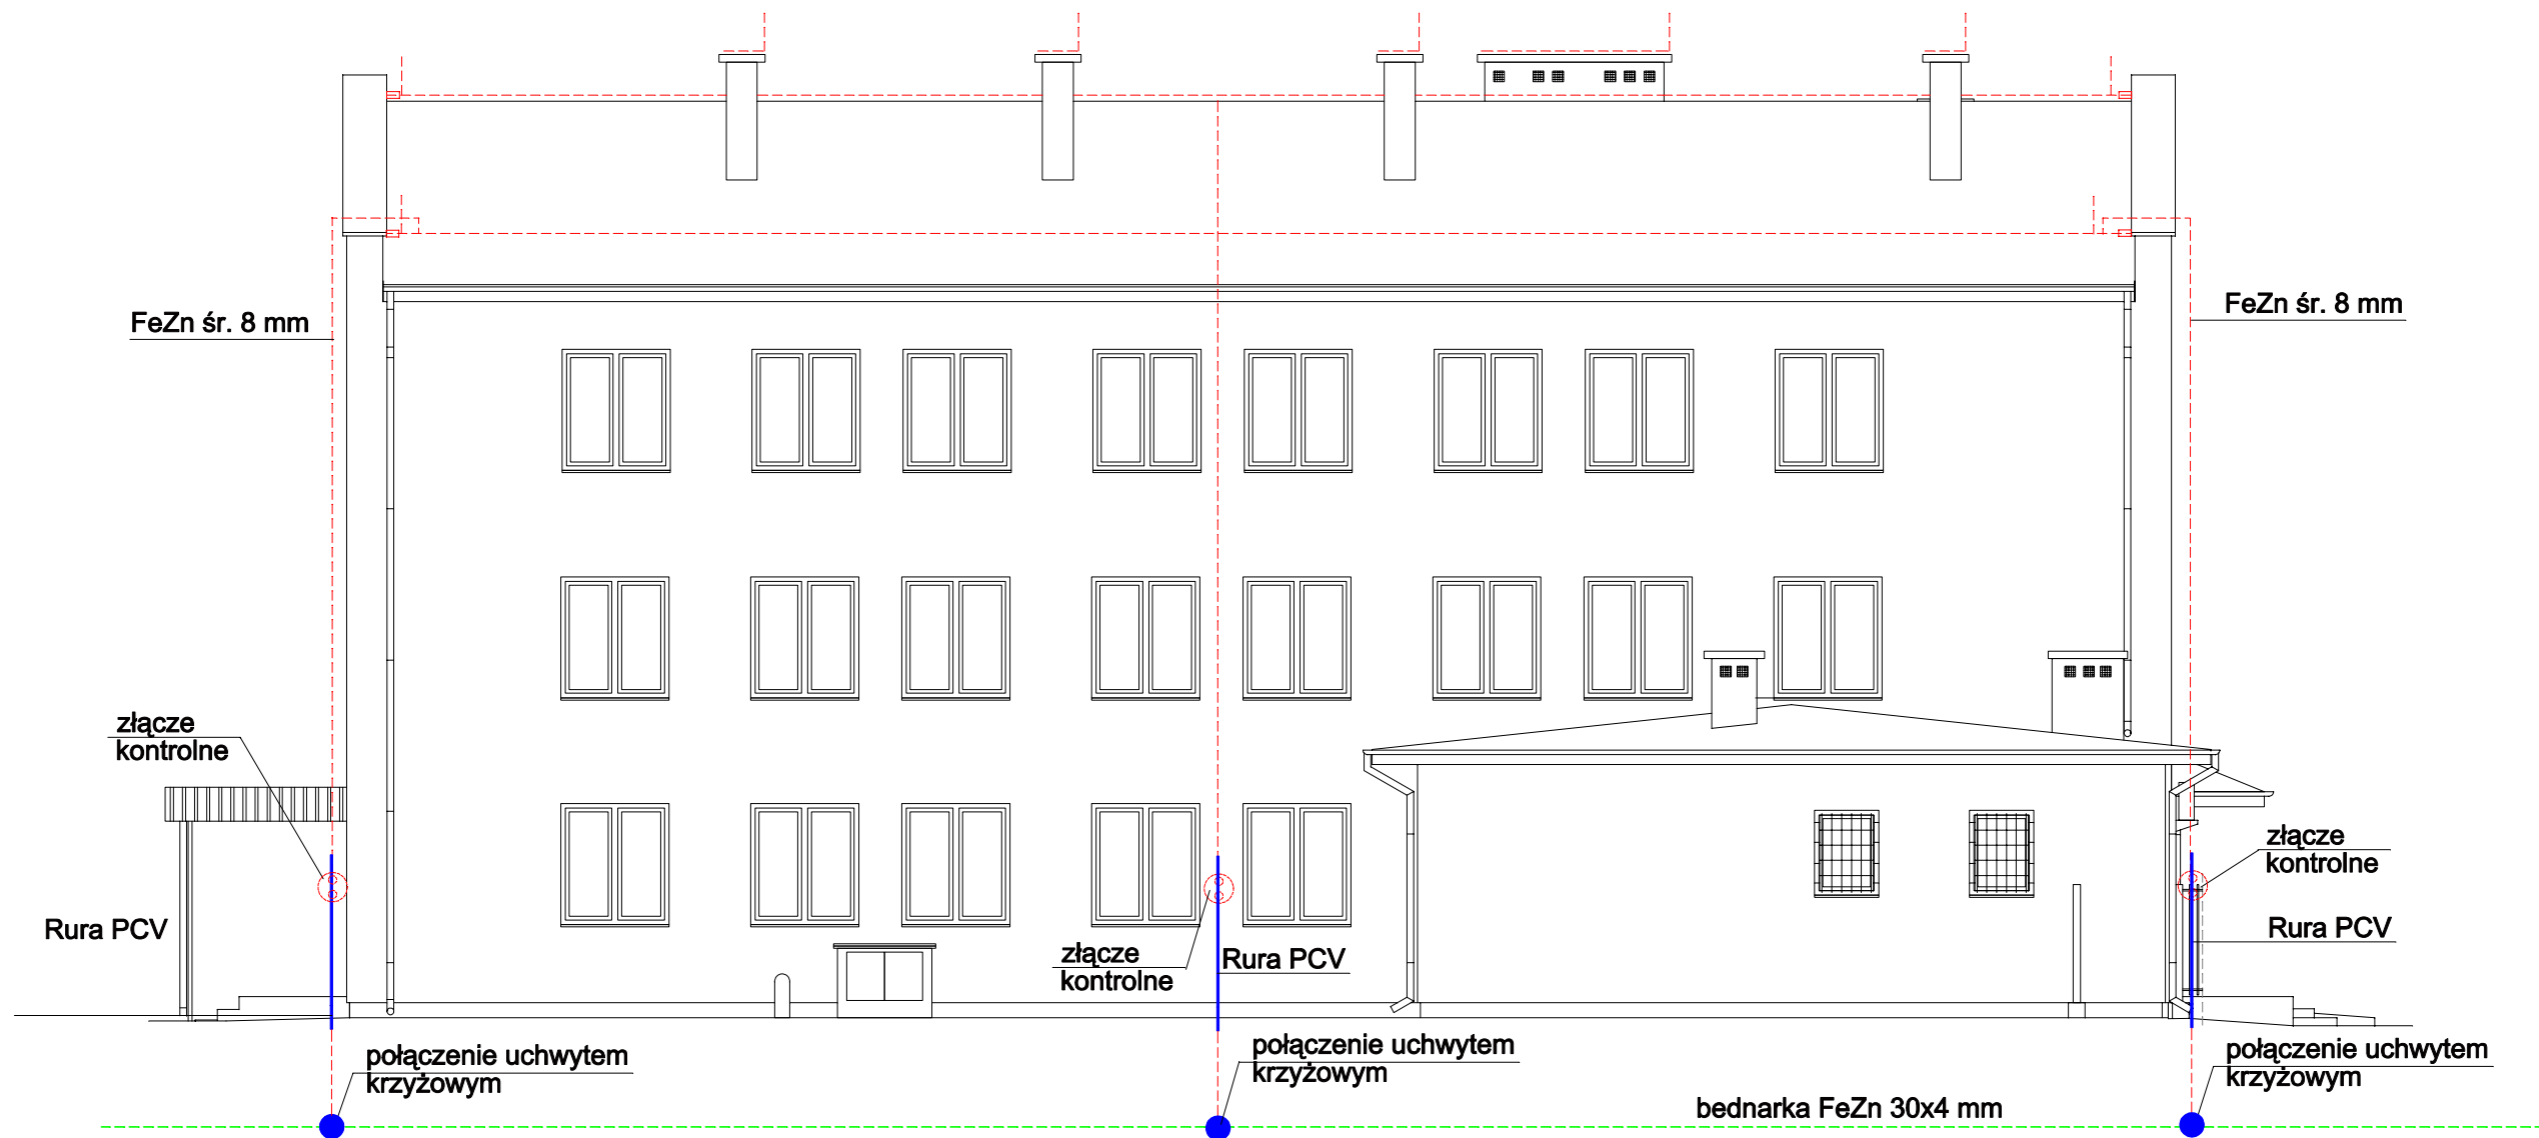 FeZn śr. 8 mm
FeZn śr. 8 mm
złącze
kontrolne
złącze
kontrolne
Rura PCV
Rura PCV
złącze
kontrolne
Rura PCV
połączenie uchwytem
krzyżowym
połączenie uchwytem
krzyżowym
połączenie uchwytem
krzyżowym
bednarka FeZn 30x4 mm